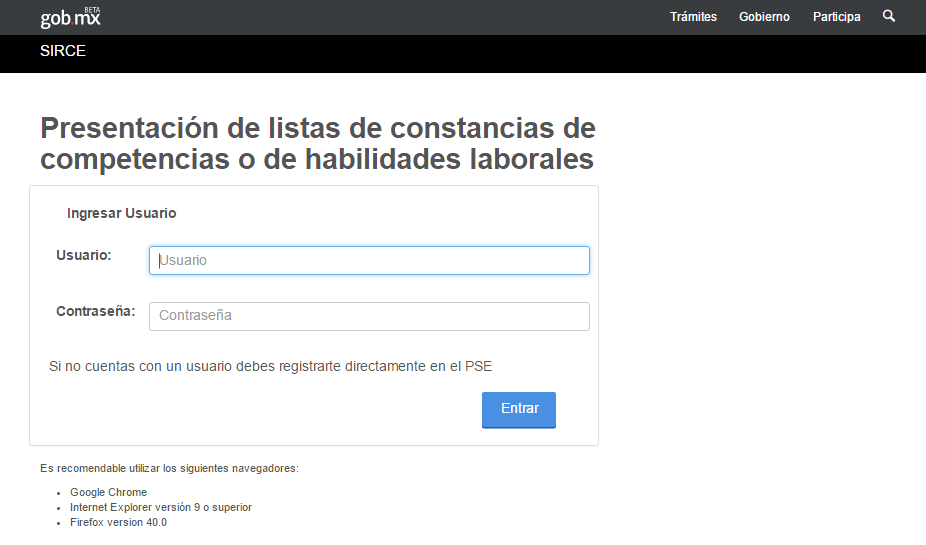 BETA
gob.mx
Trámites Gobierno Participa
SIRCE
Presentación de listas de constancias de
competencias o de habilidades laborales
Ingresar Usuario
Usuario: Usuario
Contraseña: Contraseña
Si no cuentas con un usuario debes registrarte directamente en el PSE
Entrar
Es recomendable utilizar los siguientes navegadores:
• Google Chrome
• Internet Explorer versión 9 o superior
• Firefox version 40.0